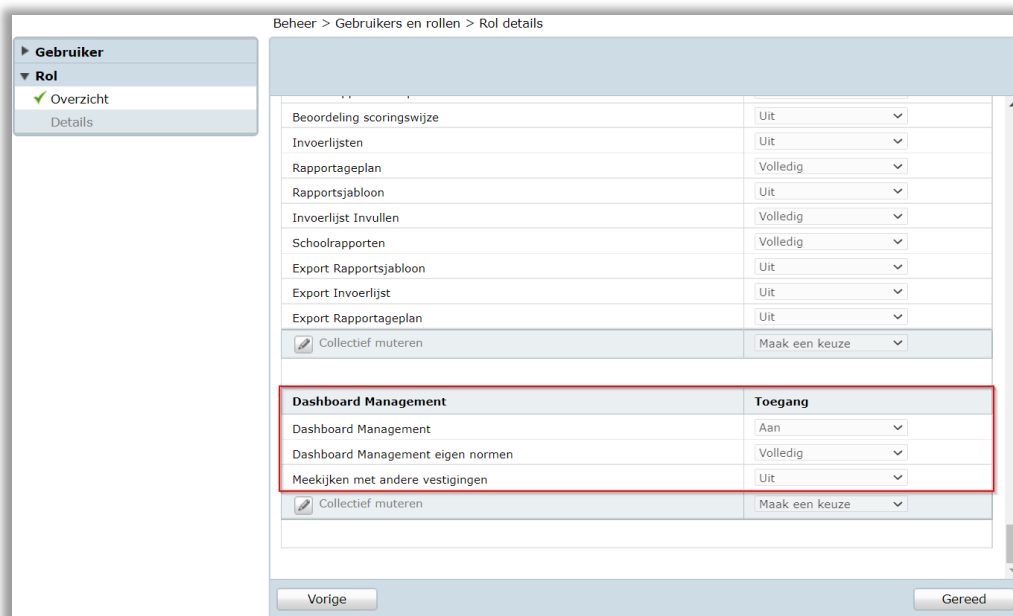 Beheer > Gebruikers en rollen > Rol details
Gebruiker
Rol
Overzicht
Details
Beoordeling scoringswijze Uit
Invoerlijsten Uit
Rapportageplan Volledig
Rapportsjabloon Uit
Invoerlijst Invullen Volledig
Schoolrapporten Volledig
Export Rapportsjabloon Uit
Export Invoerlijst Uit
Export Rapportageplan Uit
Collectief muteren Maak een keuze
Dashboard Management Toegang
Dashboard Management Aan
Dashboard Management eigen normen Volledig
Meekijken met andere vestigingen Uit
Collectief muteren Maak een keuze
Vorige Gereed